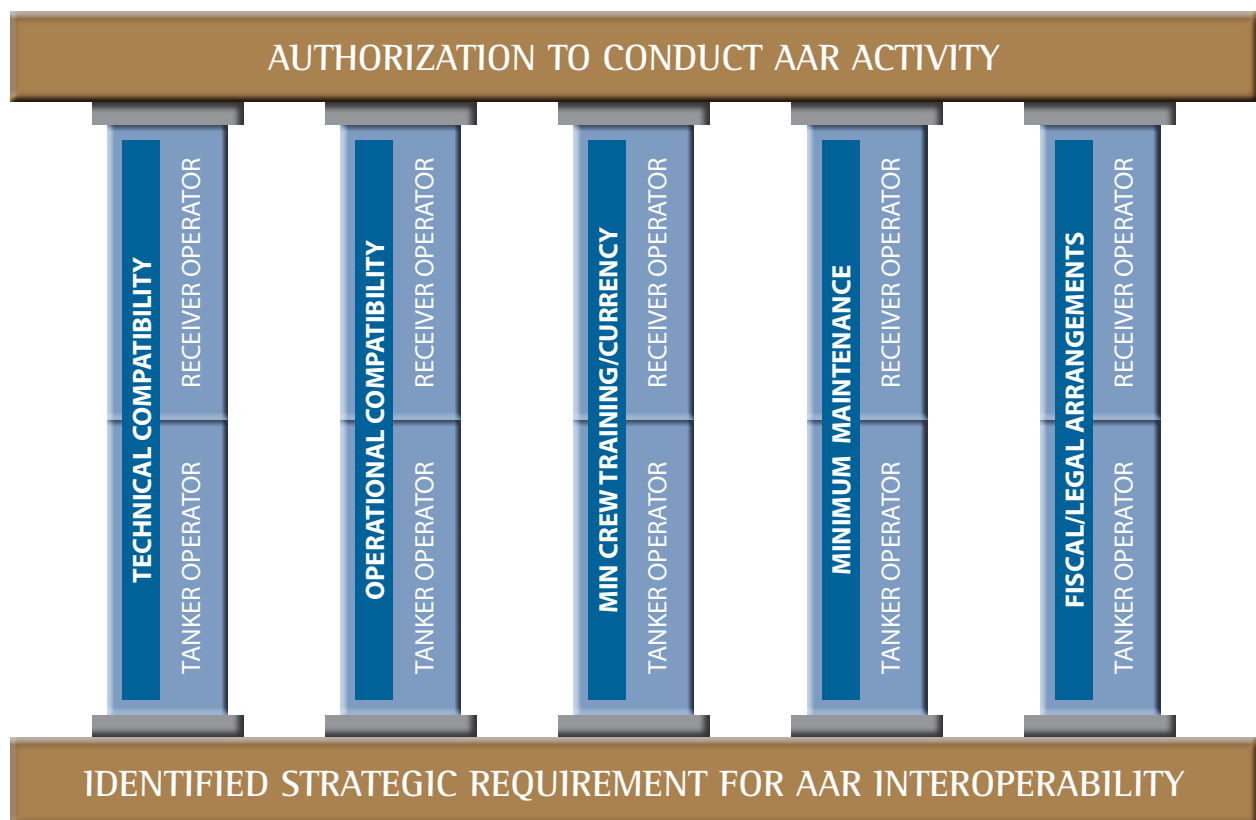 AUTHORIZATION TO CONDUCT AAR ACTIVITY
TECHNICAL COMPATIBILITY
RECEIVER OPERATOR
TANKER OPERATOR
OPERATIONAL COMPATIBILITY
RECEIVER OPERATOR
TANKER OPERATOR
MIN CREW TRAINING/CURRENCY
RECEIVER OPERATOR
TANKER OPERATOR
MINIMUM MAINTENANCE
RECEIVER OPERATOR
TANKER OPERATOR
FISCAL/LEGAL ARRANGEMENTS
RECEIVER OPERATOR
TANKER OPERATOR
IDENTIFIED STRATEGIC REQUIREMENT FOR AAR INTEROPERABILITY